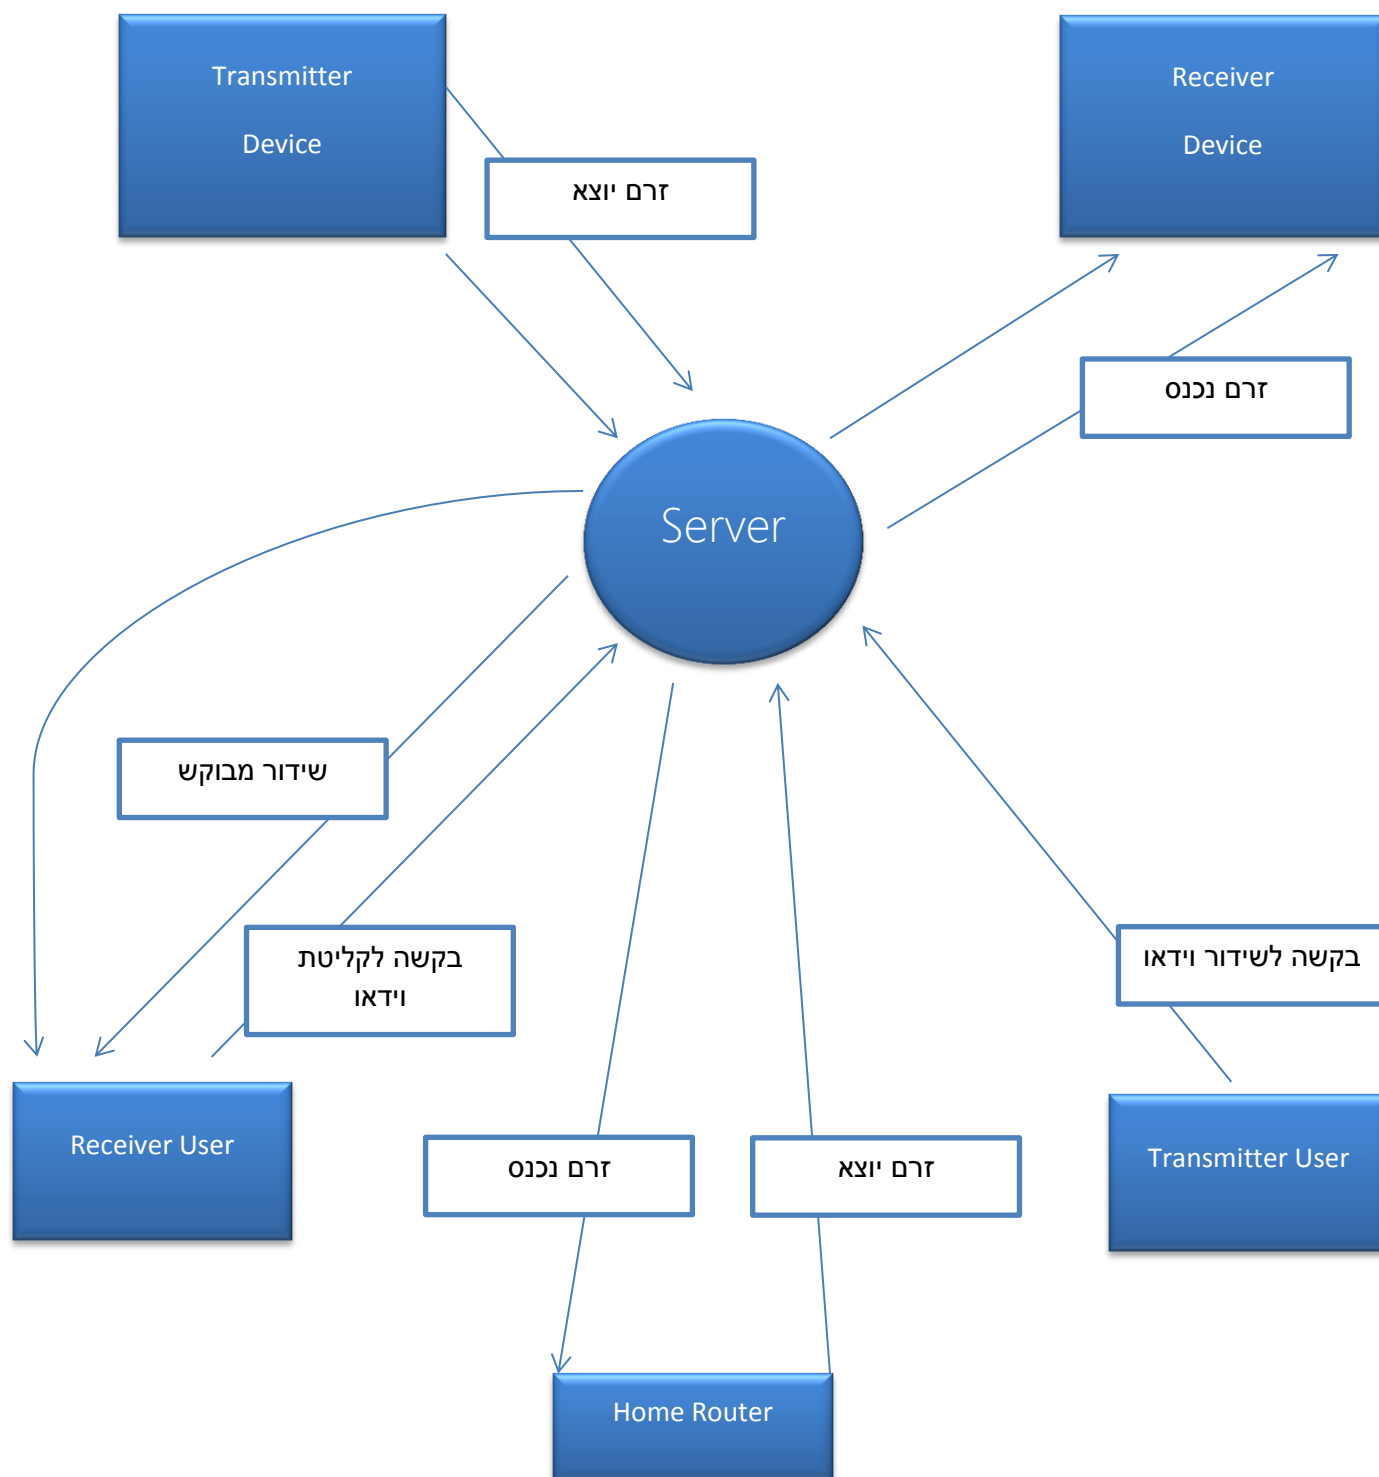 Transmitter
Device
Receiver
Device
זרם יוצא
זרם נכנס
Server
שידור מבוקש
בקשה לקליטת
וידאו
בקשה לשידור וידאו
Receiver User
זרם נכנס
זרם יוצא
Transmitter User
Home Router